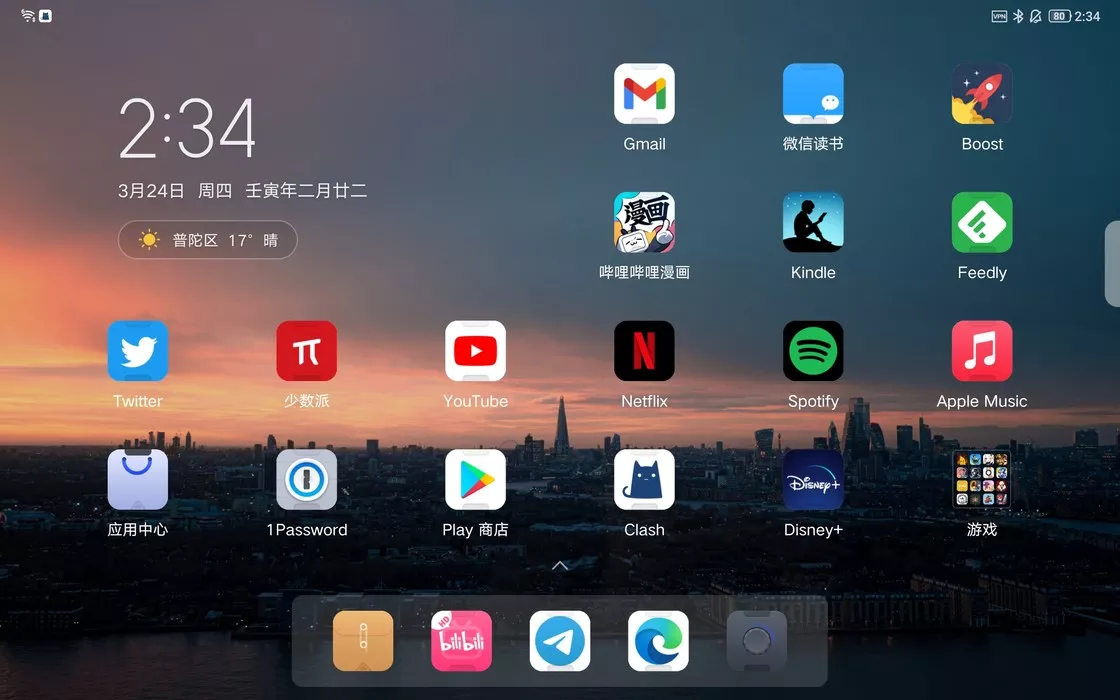 VPN 80 2:34
2:34
3月24日 周四 壬寅年二月廿二
普陀区 17° 晴
Gmail
微信读书
Boost
漫画
哔哩哔哩漫画
Kindle
Feedly
Twitter
少数派
YouTube
Netflix
Spotify
Apple Music
Disney+
应用中心
1Password
Play 商店
Clash
Disney+
游戏
HD
bilibili